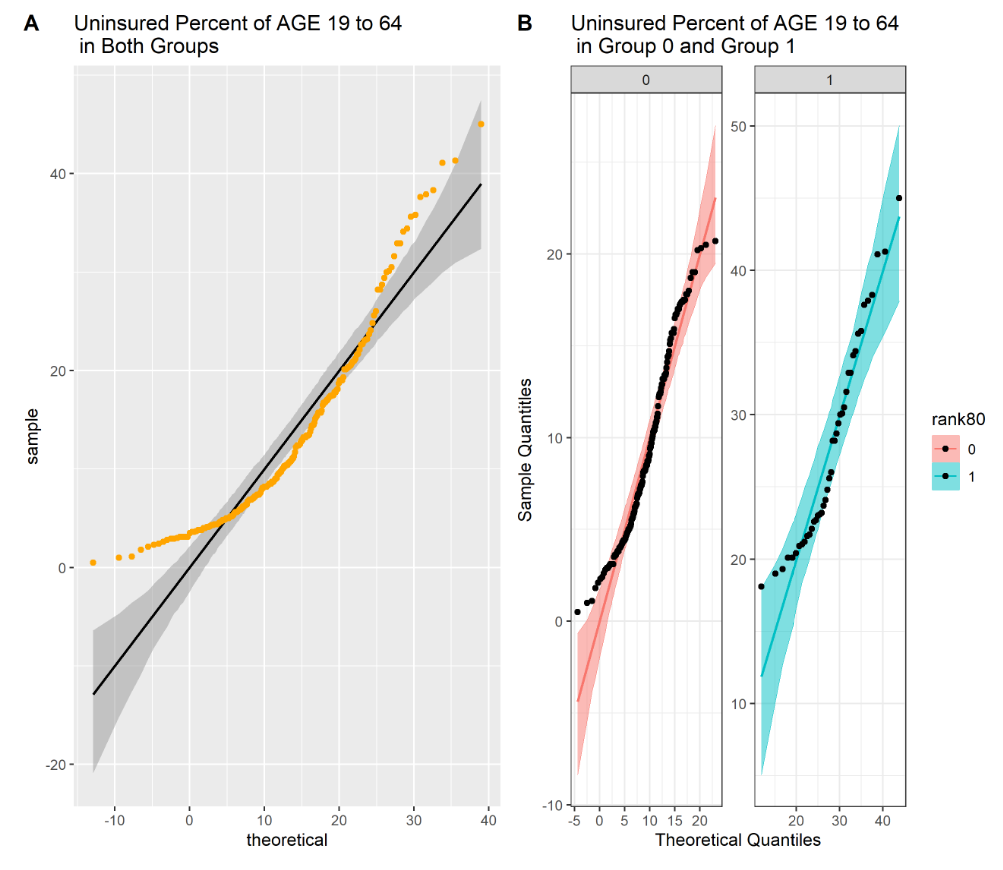 A
Uninsured Percent of AGE 19 to 64
in Both Groups
sample
40
20
0
-20
-10
0
10
20
30
40
theoretical
B
Uninsured Percent of AGE 19 to 64
in Group 0 and Group 1
0
1
Sample Quantitles
20
10
0
-10
50
40
30
20
10
-5
0
5
10
15
20
20
30
40
Theoretical Quantiles
rank80
0
1